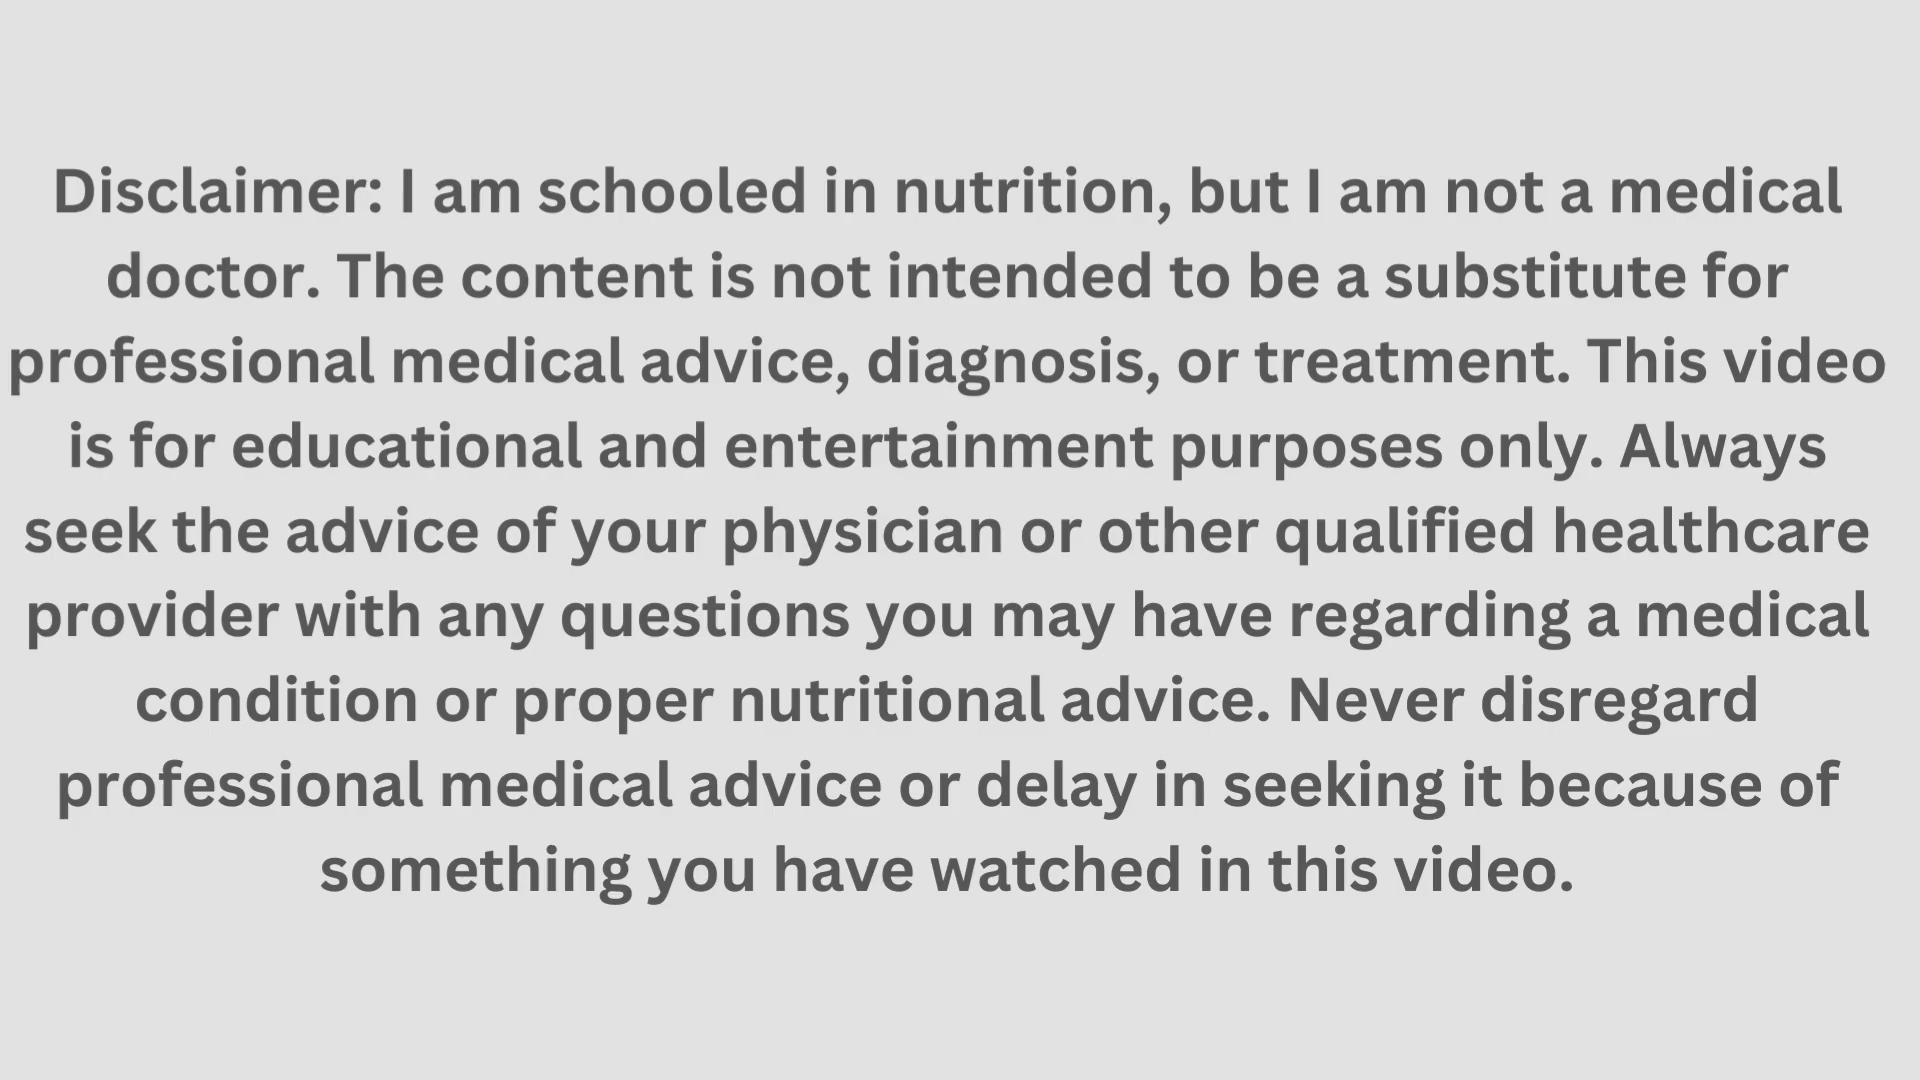 Disclaimer: I am schooled in nutrition, but I am not a medical
doctor. The content is not intended to be a substitute for
professional medical advice, diagnosis, or treatment. This video
is for educational and entertainment purposes only. Always
seek the advice of your physician or other qualified healthcare
provider with any questions you may have regarding a medical
condition or proper nutritional advice. Never disregard
professional medical advice or delay in seeking it because of
something you have watched in this video.